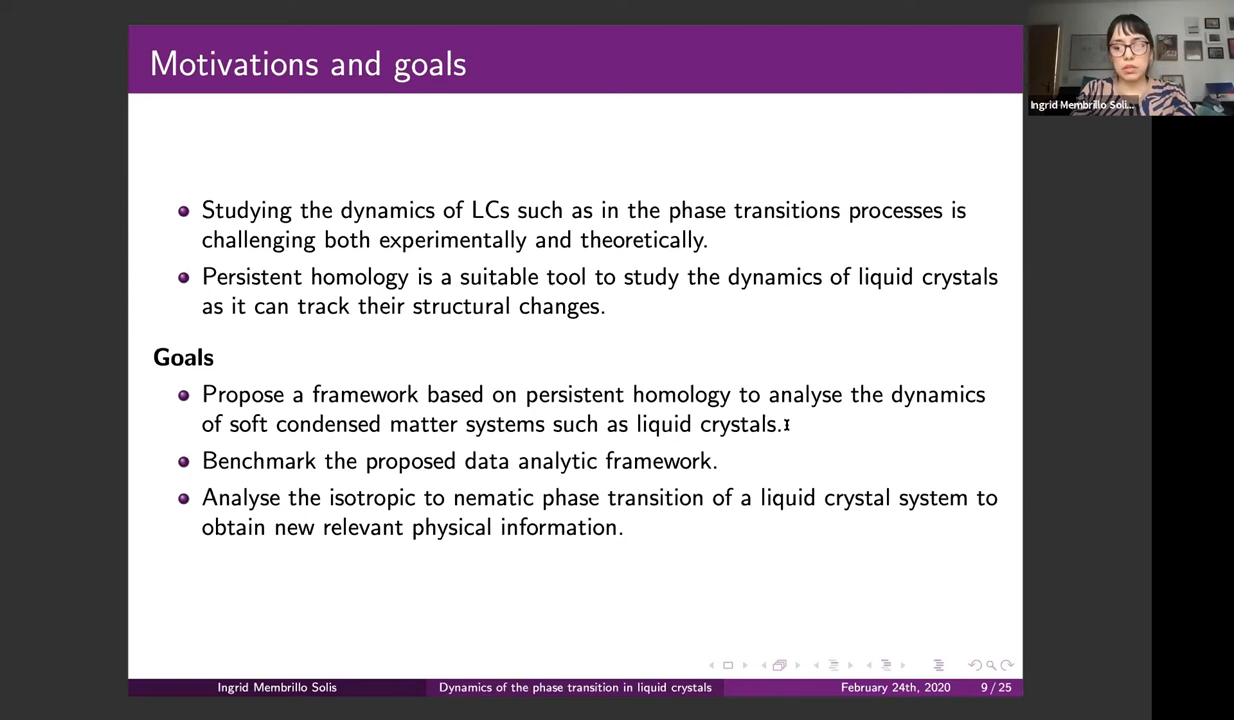 Motivations and goals
Ingrid Membrillo Soli...
Studying the dynamics of LCs such as in the phase transitions processes is
challenging both experimentally and theoretically.
Persistent homology is a suitable tool to study the dynamics of liquid crystals
as it can track their structural changes.
Goals
Propose a framework based on persistent homology to analyse the dynamics
of soft condensed matter systems such as liquid crystals.
Benchmark the proposed data analytic framework.
Analyse the isotropic to nematic phase transition of a liquid crystal system to
obtain new relevant physical information.
Ingrid Membrillo Solis Dynamics of the phase transition in liquid crystals February 24th, 2020 9 / 25